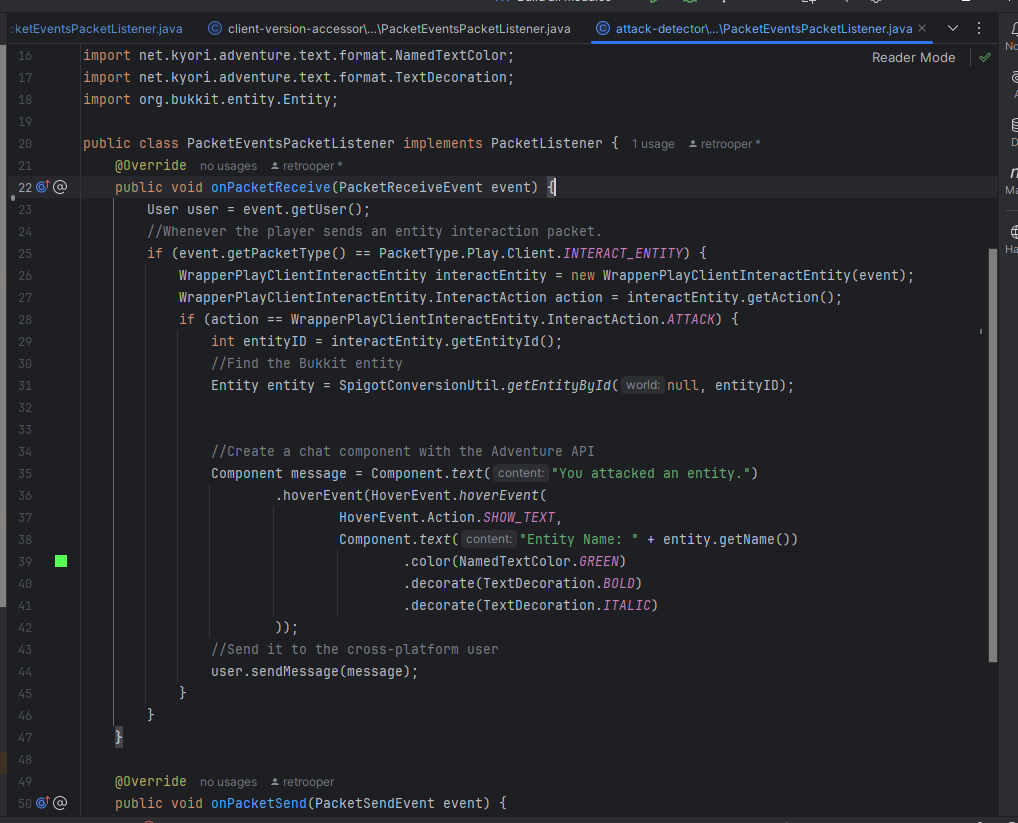 Build all modules
cketEventsPacketListener.java
client-version-accessor\...\PacketEventsPacketListener.java
attack-detector\...\PacketEventsPacketListener.java
Reader Mode
16 import net.kyori.adventure.text.format.NamedTextColor;
17 import net.kyori.adventure.text.format.TextDecoration;
18 import org.bukkit.entity.Entity;
19
20 public class PacketEventsPacketListener implements PacketListener { 1 usage retrooper *
21 @Override no usages retrooper *
22 public void onPacketReceive(PacketReceiveEvent event) {
23 User user = event.getUser();
24 //Whenever the player sends an entity interaction packet.
25 if (event.getPacketType() == PacketType.Play.Client.INTERACT_ENTITY) {
26 WrapperPlayClientInteractEntity interactEntity = new WrapperPlayClientInteractEntity(event);
27 WrapperPlayClientInteractEntity.InteractAction action = interactEntity.getAction();
28 if (action == WrapperPlayClientInteractEntity.InteractAction.ATTACK) {
29 int entityID = interactEntity.getEntityId();
30 //Find the Bukkit entity
31 Entity entity = SpigotConversionUtil.getEntityById( world: null, entityID);
32
33
34 //Create a chat component with the Adventure API
35 Component message = Component.text( content: "You attacked an entity.")
36 .hoverEvent(HoverEvent.hoverEvent(
37 HoverEvent.Action.SHOW_TEXT,
38 Component.text( content: "Entity Name: " + entity.getName())
39 .color(NamedTextColor.GREEN)
40 .decorate(TextDecoration.BOLD)
41 .decorate(TextDecoration.ITALIC)
42 ));
43 //Send it to the cross-platform user
44 user.sendMessage(message);
45 }
46 }
47 }
48
49 @Override no usages retrooper
50 public void onPacketSend(PacketSendEvent event) {